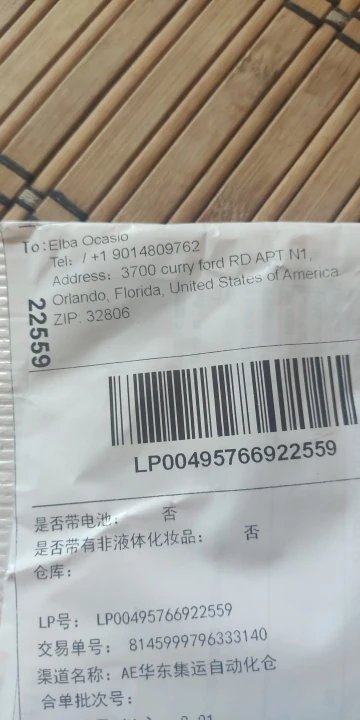 To: Elba Ocasio
Tel: / +1 9014809762
Address: 3700 curry ford RD APT N1,
Orlando, Florida, United States of America
ZIP: 32806
22559
LP00495766922559
是否带电池: 否
是否带有非液体化妆品: 否
仓库:
LP号: LP00495766922559
交易单号: 8145999796333140
渠道名称: AE华东集运自动化仓
合单批次号: